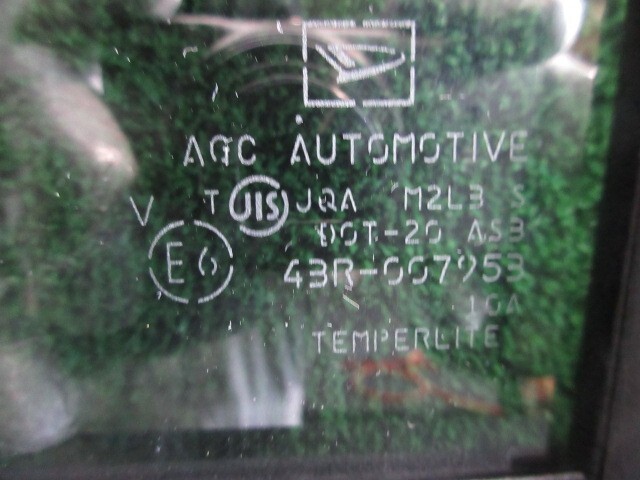 AGC AUTOMOTIVE
V T JIS JQA M2L3 S
DOT-20 AS3
E6 43R-007953
10A
TEMPERLITE